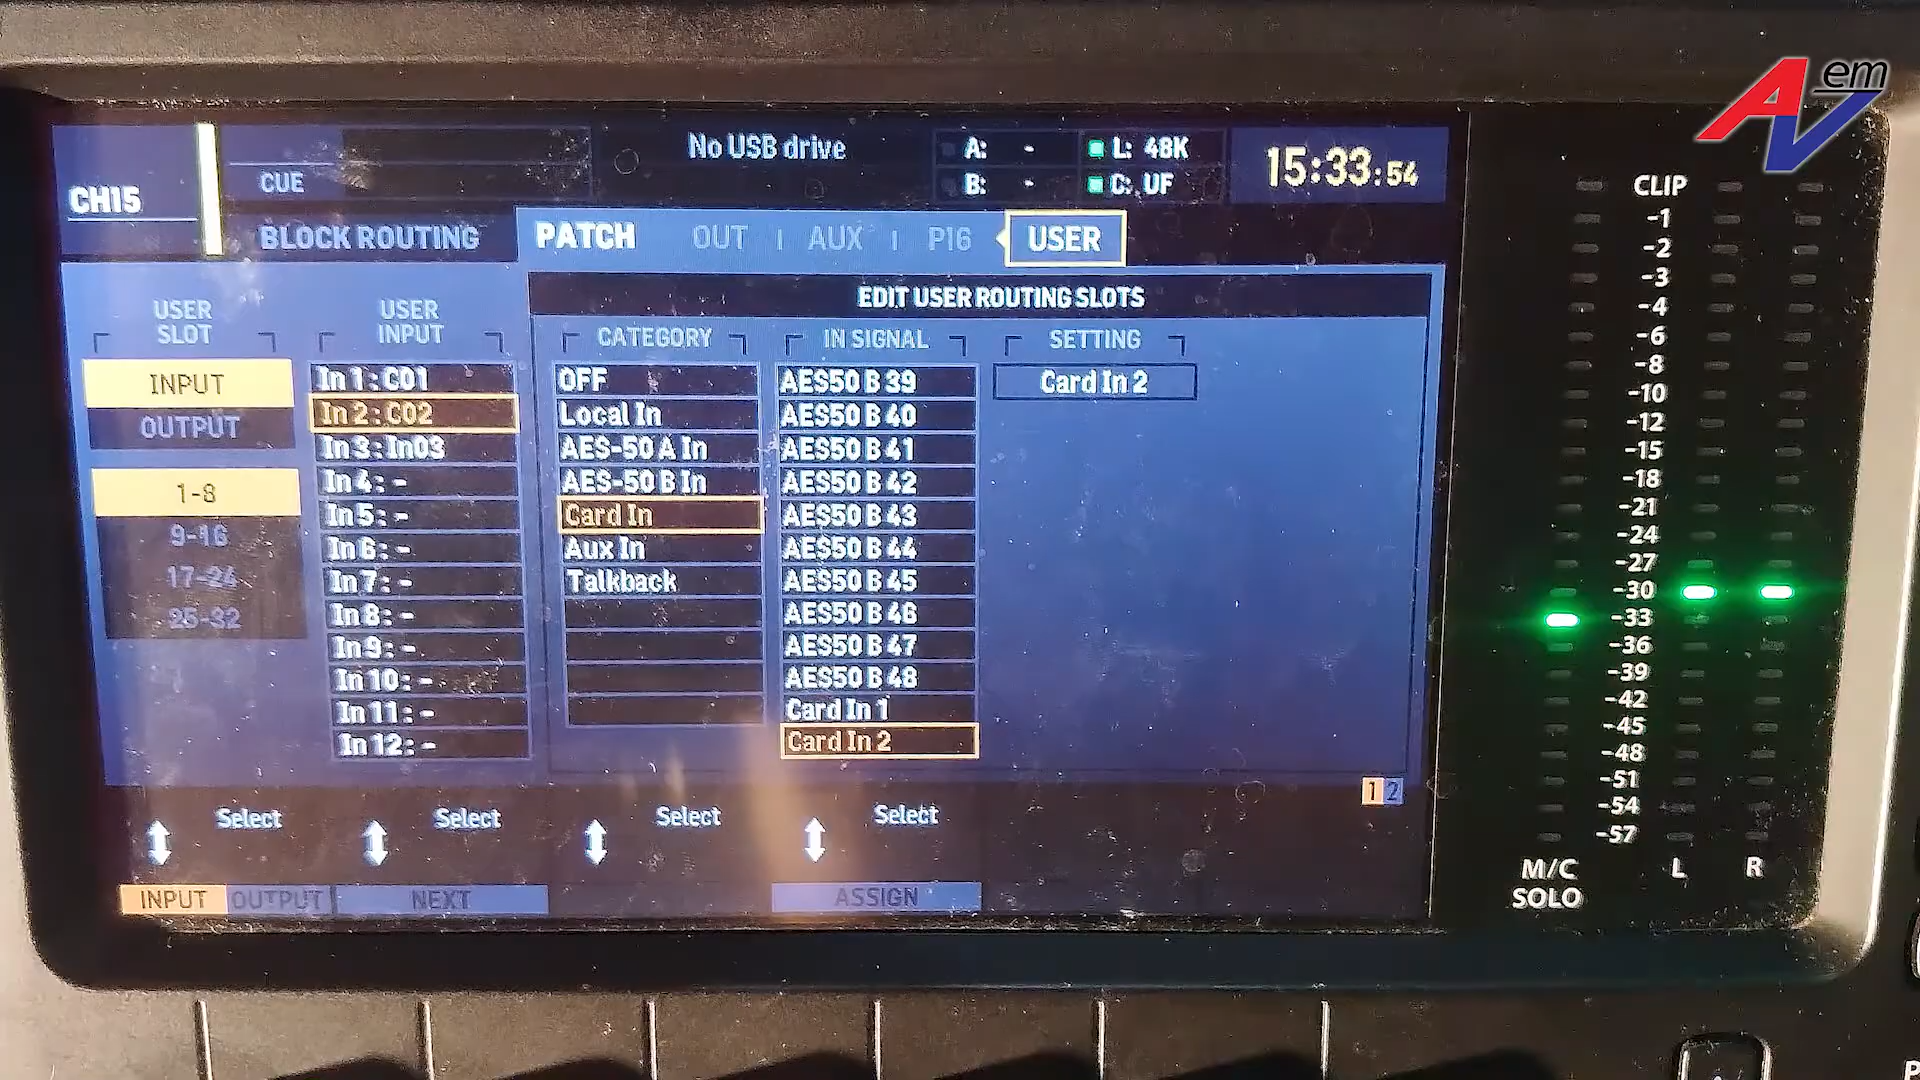 AV em
CH15
CUE
No USB drive
A: - L: 48K
B: - C: UF
15:33:54
BLOCK ROUTING
PATCH OUT | AUX | P16 USER
EDIT USER ROUTING SLOTS
USER SLOT
INPUT
OUTPUT
1-8
9-16
17-24
25-32
USER INPUT
In 1 : C01
In 2 : C02
In 3 : In03
In 4 : -
In 5 : -
In 6 : -
In 7 : -
In 8 : -
In 9 : -
In 10 : -
In 11 : -
In 12 : -
CATEGORY
OFF
Local In
AES-50 A In
AES-50 B In
Card In
Aux In
Talkback
IN SIGNAL
AES50 B 39
AES50 B 40
AES50 B 41
AES50 B 42
AES50 B 43
AES50 B 44
AES50 B 45
AES50 B 46
AES50 B 47
AES50 B 48
Card In 1
Card In 2
SETTING
Card In 2
1 2
Select
Select
Select
Select
INPUT OUTPUT
NEXT
ASSIGN
CLIP
-1
-2
-3
-4
-6
-8
-10
-12
-15
-18
-21
-24
-27
-30
-33
-36
-39
-42
-45
-48
-51
-54
-57
M/C
SOLO
L
R